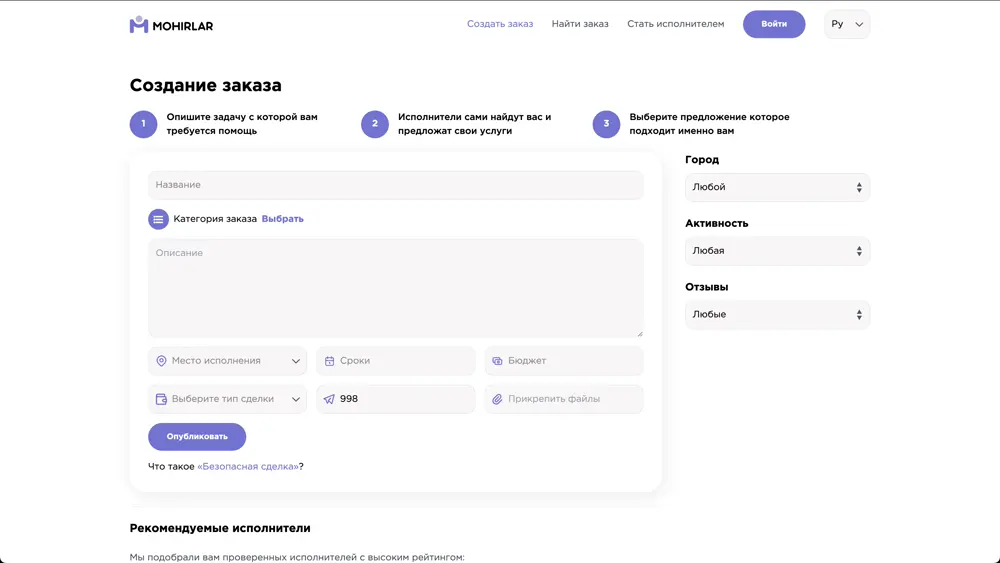 MOHIRLAR
Создать заказ
Найти заказ
Стать исполнителем
Войти
Ру
Создание заказа
1
Опишите задачу с которой вам
требуется помощь
2
Исполнители сами найдут вас и
предложат свои услуги
3
Выберите предложение которое
подходит именно вам
Название
Категория заказа Выбрать
Описание
Место исполнения
Сроки
Бюджет
Выберите тип сделки
998
Прикрепить файлы
Опубликовать
Что такое «Безопасная сделка»?
Город
Любой
Активность
Любая
Отзывы
Любые
Рекомендуемые исполнители
Мы подобрали вам проверенных исполнителей с высоким рейтингом: